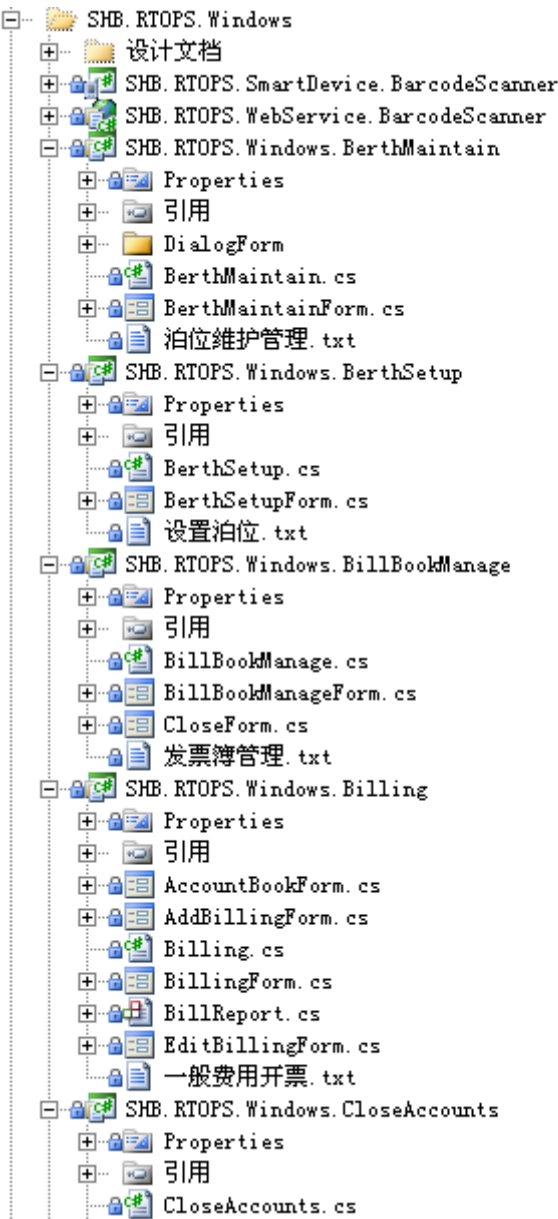 SHB.RTOPS.Windows
设计文档
SHB.RTOPS.SmartDevice.BarcodeScanner
SHB.RTOPS.WebService.BarcodeScanner
SHB.RTOPS.Windows.BerthMaintain
Properties
引用
DialogForm
BerthMaintain.cs
BerthMaintainForm.cs
泊位维护管理.txt
SHB.RTOPS.Windows.BerthSetup
Properties
引用
BerthSetup.cs
BerthSetupForm.cs
设置泊位.txt
SHB.RTOPS.Windows.BillBookManage
Properties
引用
BillBookManage.cs
BillBookManageForm.cs
CloseForm.cs
发票簿管理.txt
SHB.RTOPS.Windows.Billing
Properties
引用
AccountBookForm.cs
AddBillingForm.cs
Billing.cs
BillingForm.cs
BillReport.cs
EditBillingForm.cs
一般费用开票.txt
SHB.RTOPS.Windows.CloseAccounts
Properties
引用
CloseAccounts.cs